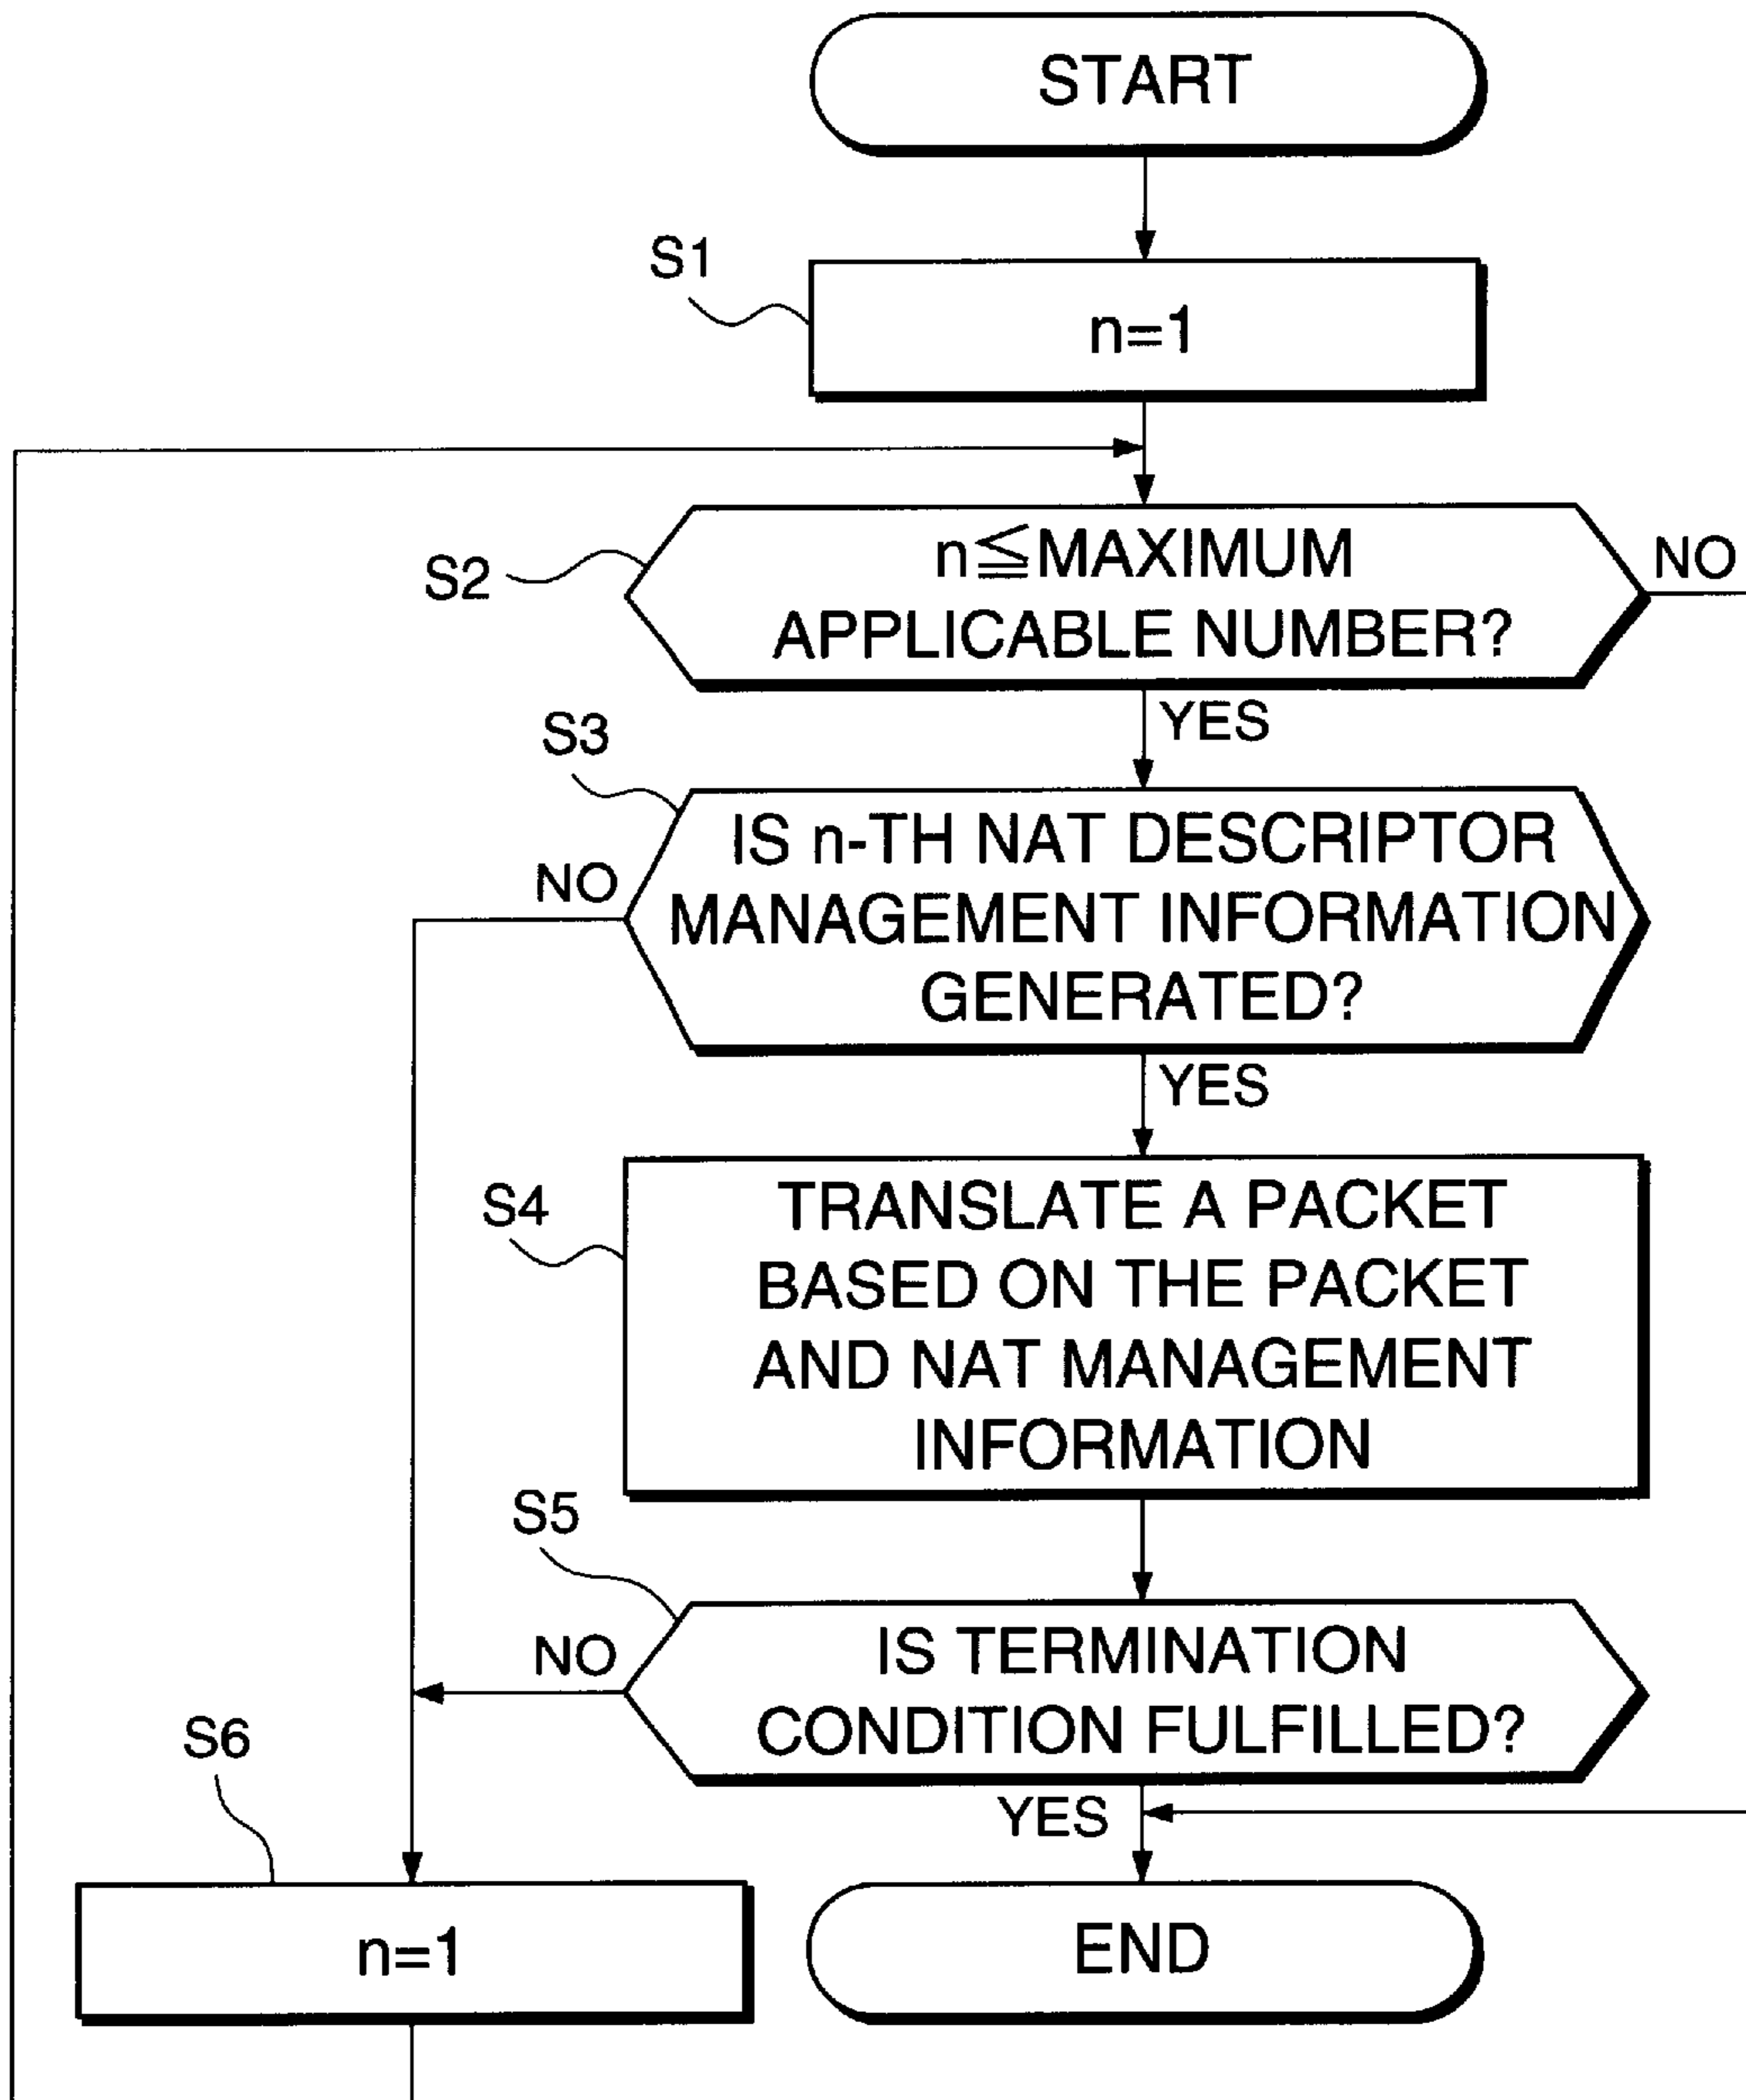 START
S1
n=1
S2
n≦MAXIMUM
APPLICABLE NUMBER?
NO
YES
S3
IS n-TH NAT DESCRIPTOR
MANAGEMENT INFORMATION
GENERATED?
NO
YES
S4
TRANSLATE A PACKET
BASED ON THE PACKET
AND NAT MANAGEMENT
INFORMATION
S5
IS TERMINATION
CONDITION FULFILLED?
NO
YES
S6
n=1
END